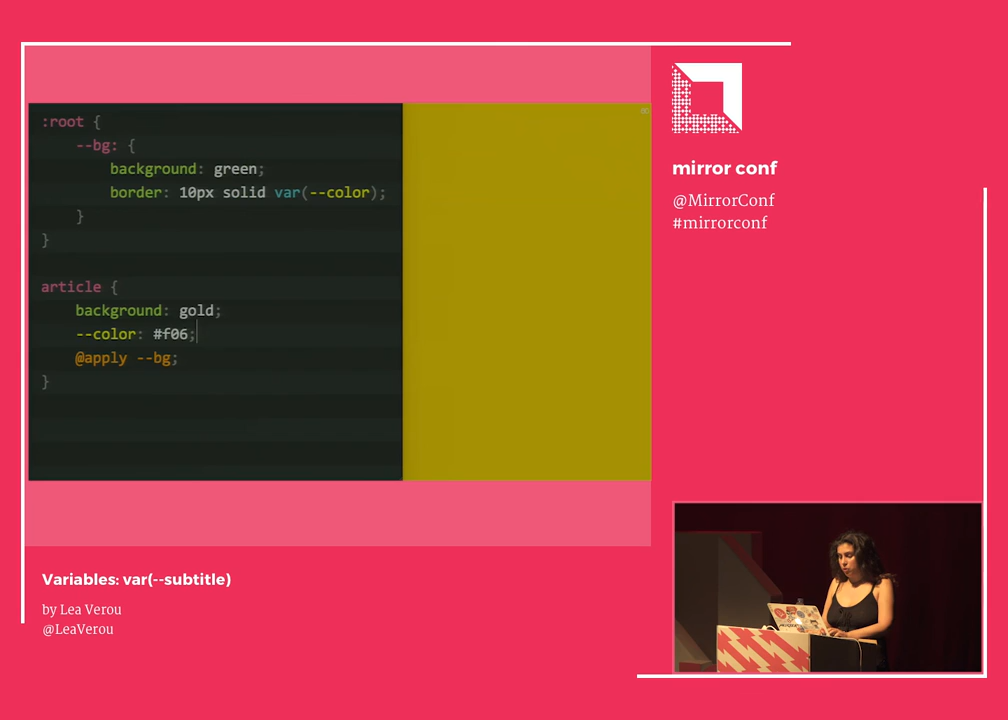 :root {
--bg: {
background: green;
border: 10px solid var(--color);
}
}
article {
background: gold;
--color: #f06;
@apply --bg;
}
mirror conf
@MirrorConf
#mirrorconf
Variables: var(--subtitle)
by Lea Verou
@LeaVerou